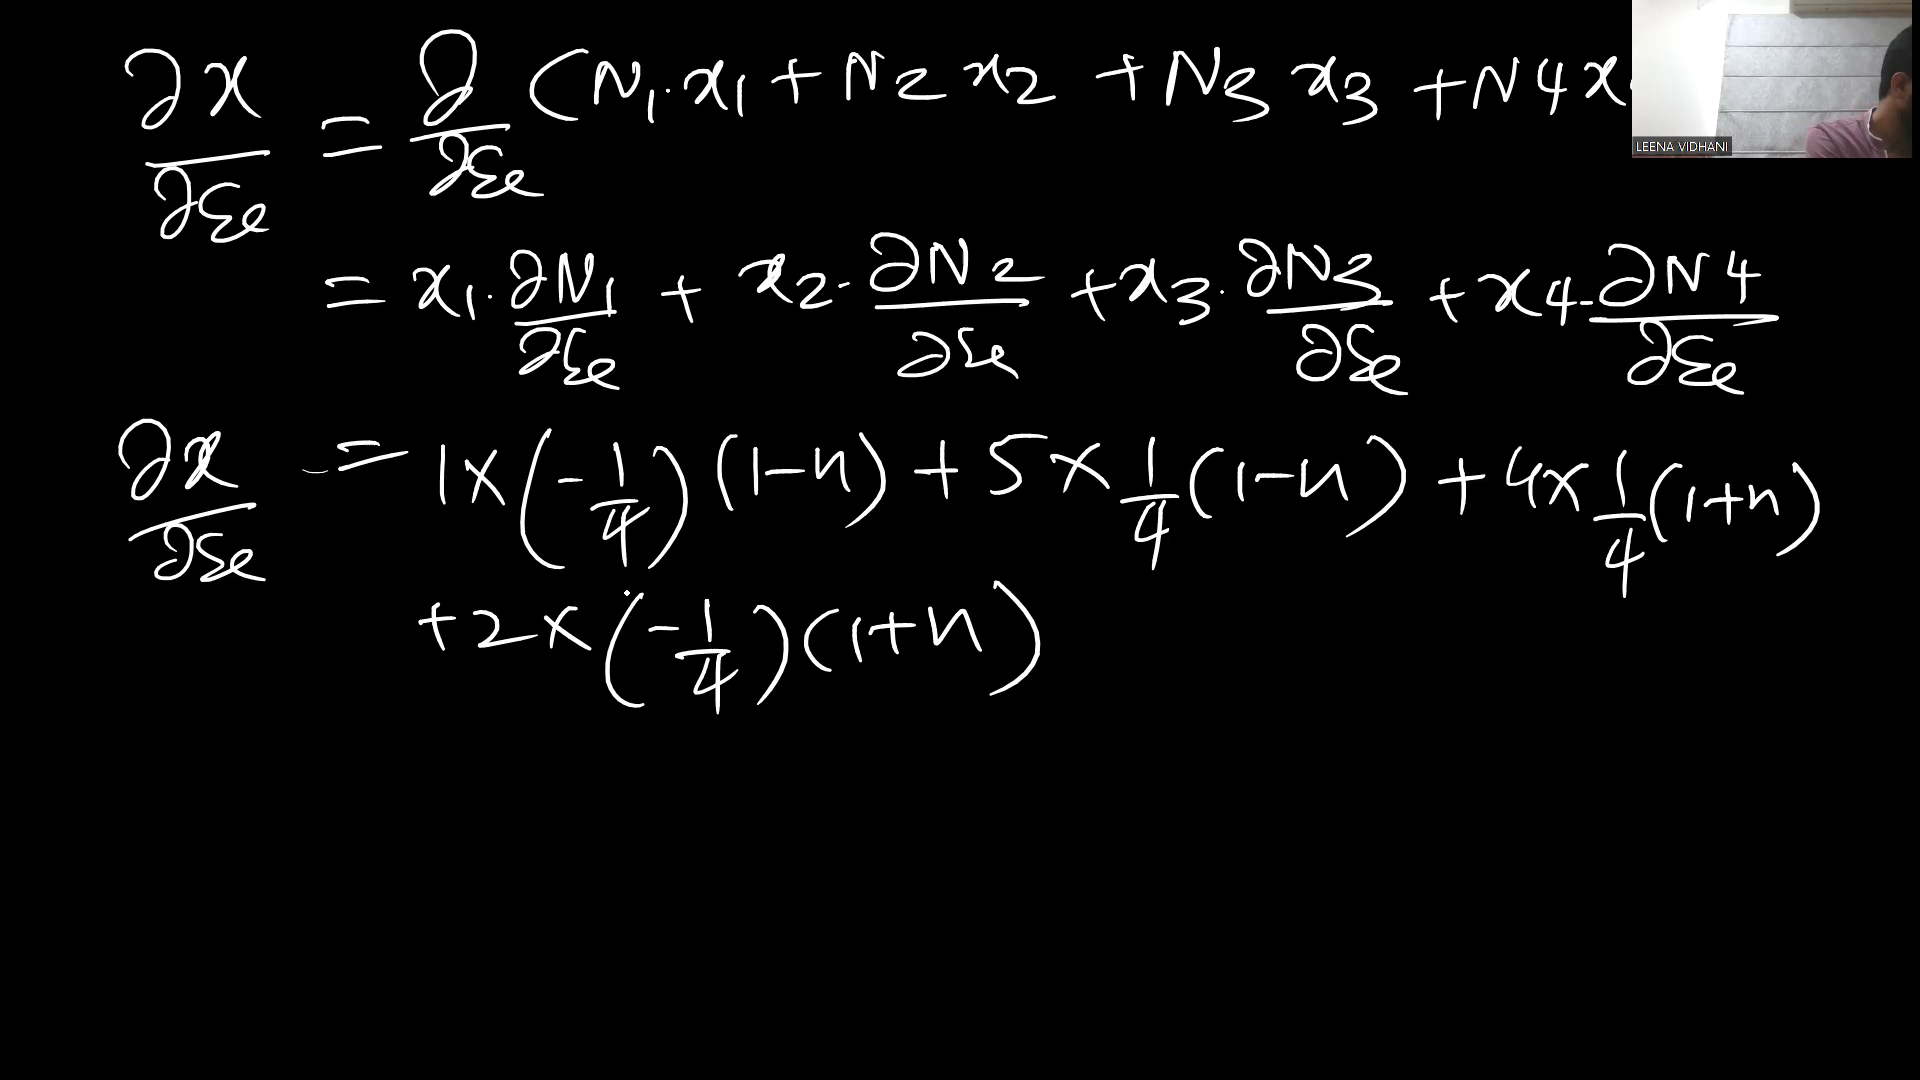 ∂x/∂ξe = ∂/∂ξe (N1·x1 + N2 x2 + N3 x3 + N4 x
LEENA VIDHANI
= x1·∂N1/∂ξe + x2·∂N2/∂ξe + x3·∂N3/∂ξe + x4·∂N4/∂ξe
∂x/∂ξe = 1×(-1/4)(1-n) + 5×1/4(1-n) + 4×1/4(1+n)
+2×(-1/4)(1+n)